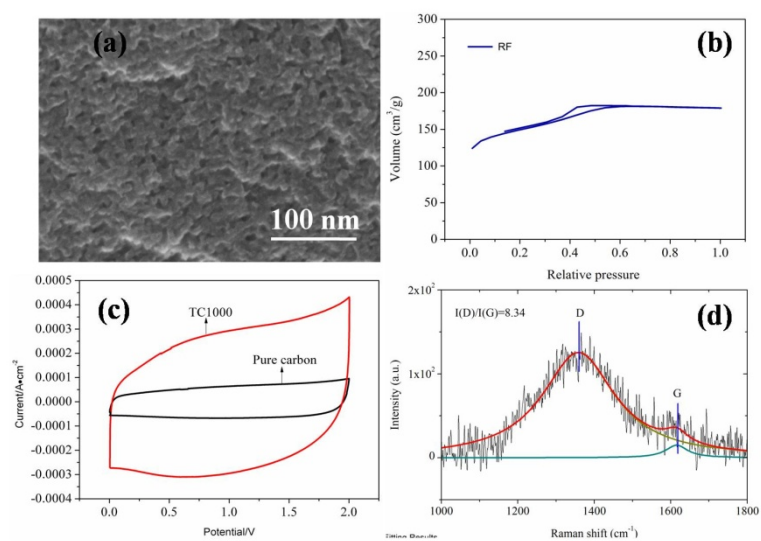 (a)
100 nm
(b)
RF
300
250
200
150
100
50
0
Volume (cm³/g)
0.0 0.2 0.4 0.6 0.8 1.0
Relative pressure
(c)
TC1000
Pure carbon
0.0005
0.0004
0.0003
0.0002
0.0001
0.0000
-0.0001
-0.0002
-0.0003
-0.0004
Current/A•cm⁻²
0.0 0.5 1.0 1.5 2.0
Potential/V
(d)
I(D)/I(G)=8.34
D
G
2x10²
1x10²
0
Intensity (a.u.)
1000 1200 1400 1600 1800
Raman shift (cm⁻¹)